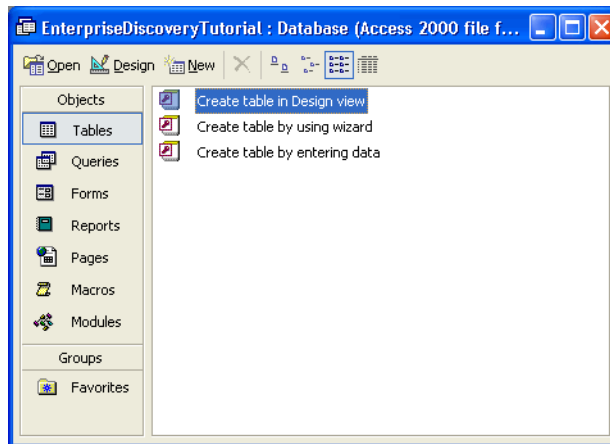 EnterpriseDiscoveryTutorial : Database (Access 2000 file f...
Open Design New
Objects
Tables
Queries
Forms
Reports
Pages
Macros
Modules
Groups
Favorites
Create table in Design view
Create table by using wizard
Create table by entering data